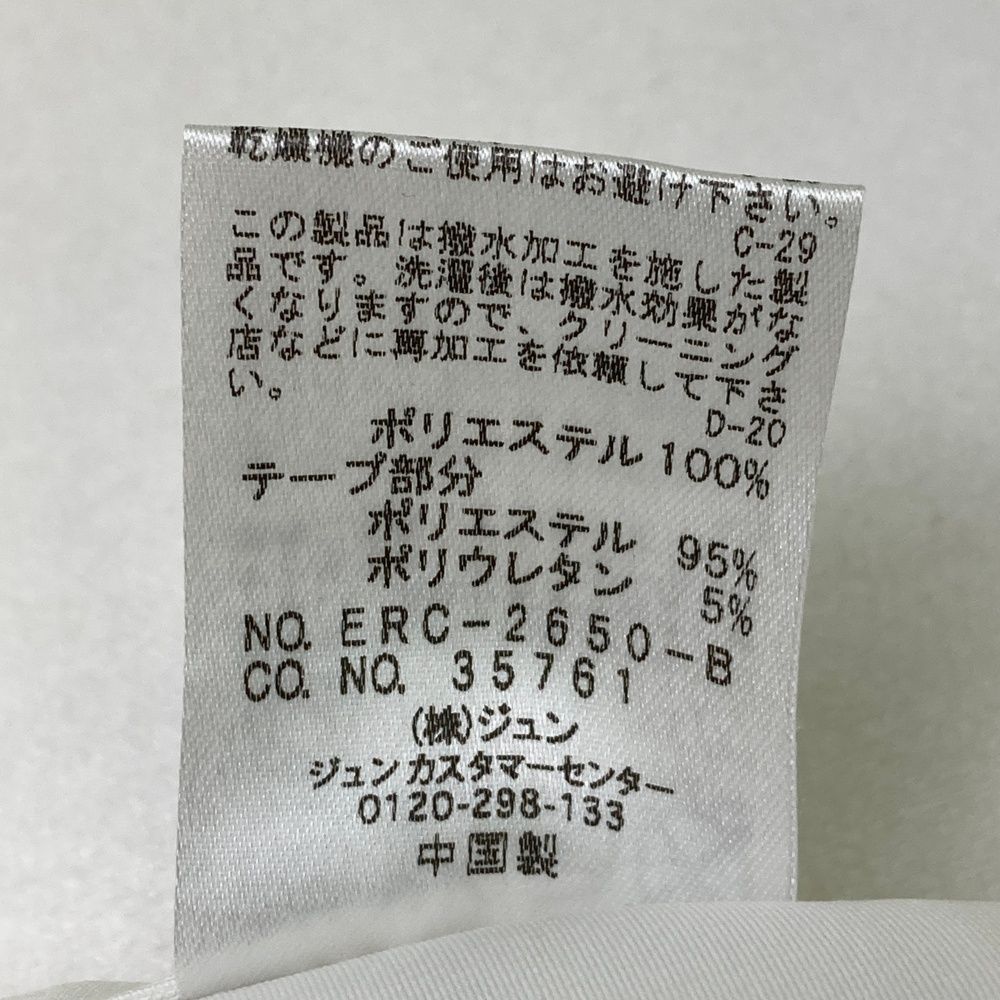 乾燥機のご使用はお避け下さい。
C-29
この製品は撥水加工を施した製
品です。洗濯後は撥水効果がな
くなりますので、クリーニング
店などに再加工を依頼して下さ
い。
D-20
ポリエステル 100%
テープ部分
ポリエステル 95%
ポリウレタン 5%
NO. ERC-2650-B
CO. NO. 35761
(株)ジュン
ジュンカスタマーセンター
0120-298-133
中国製